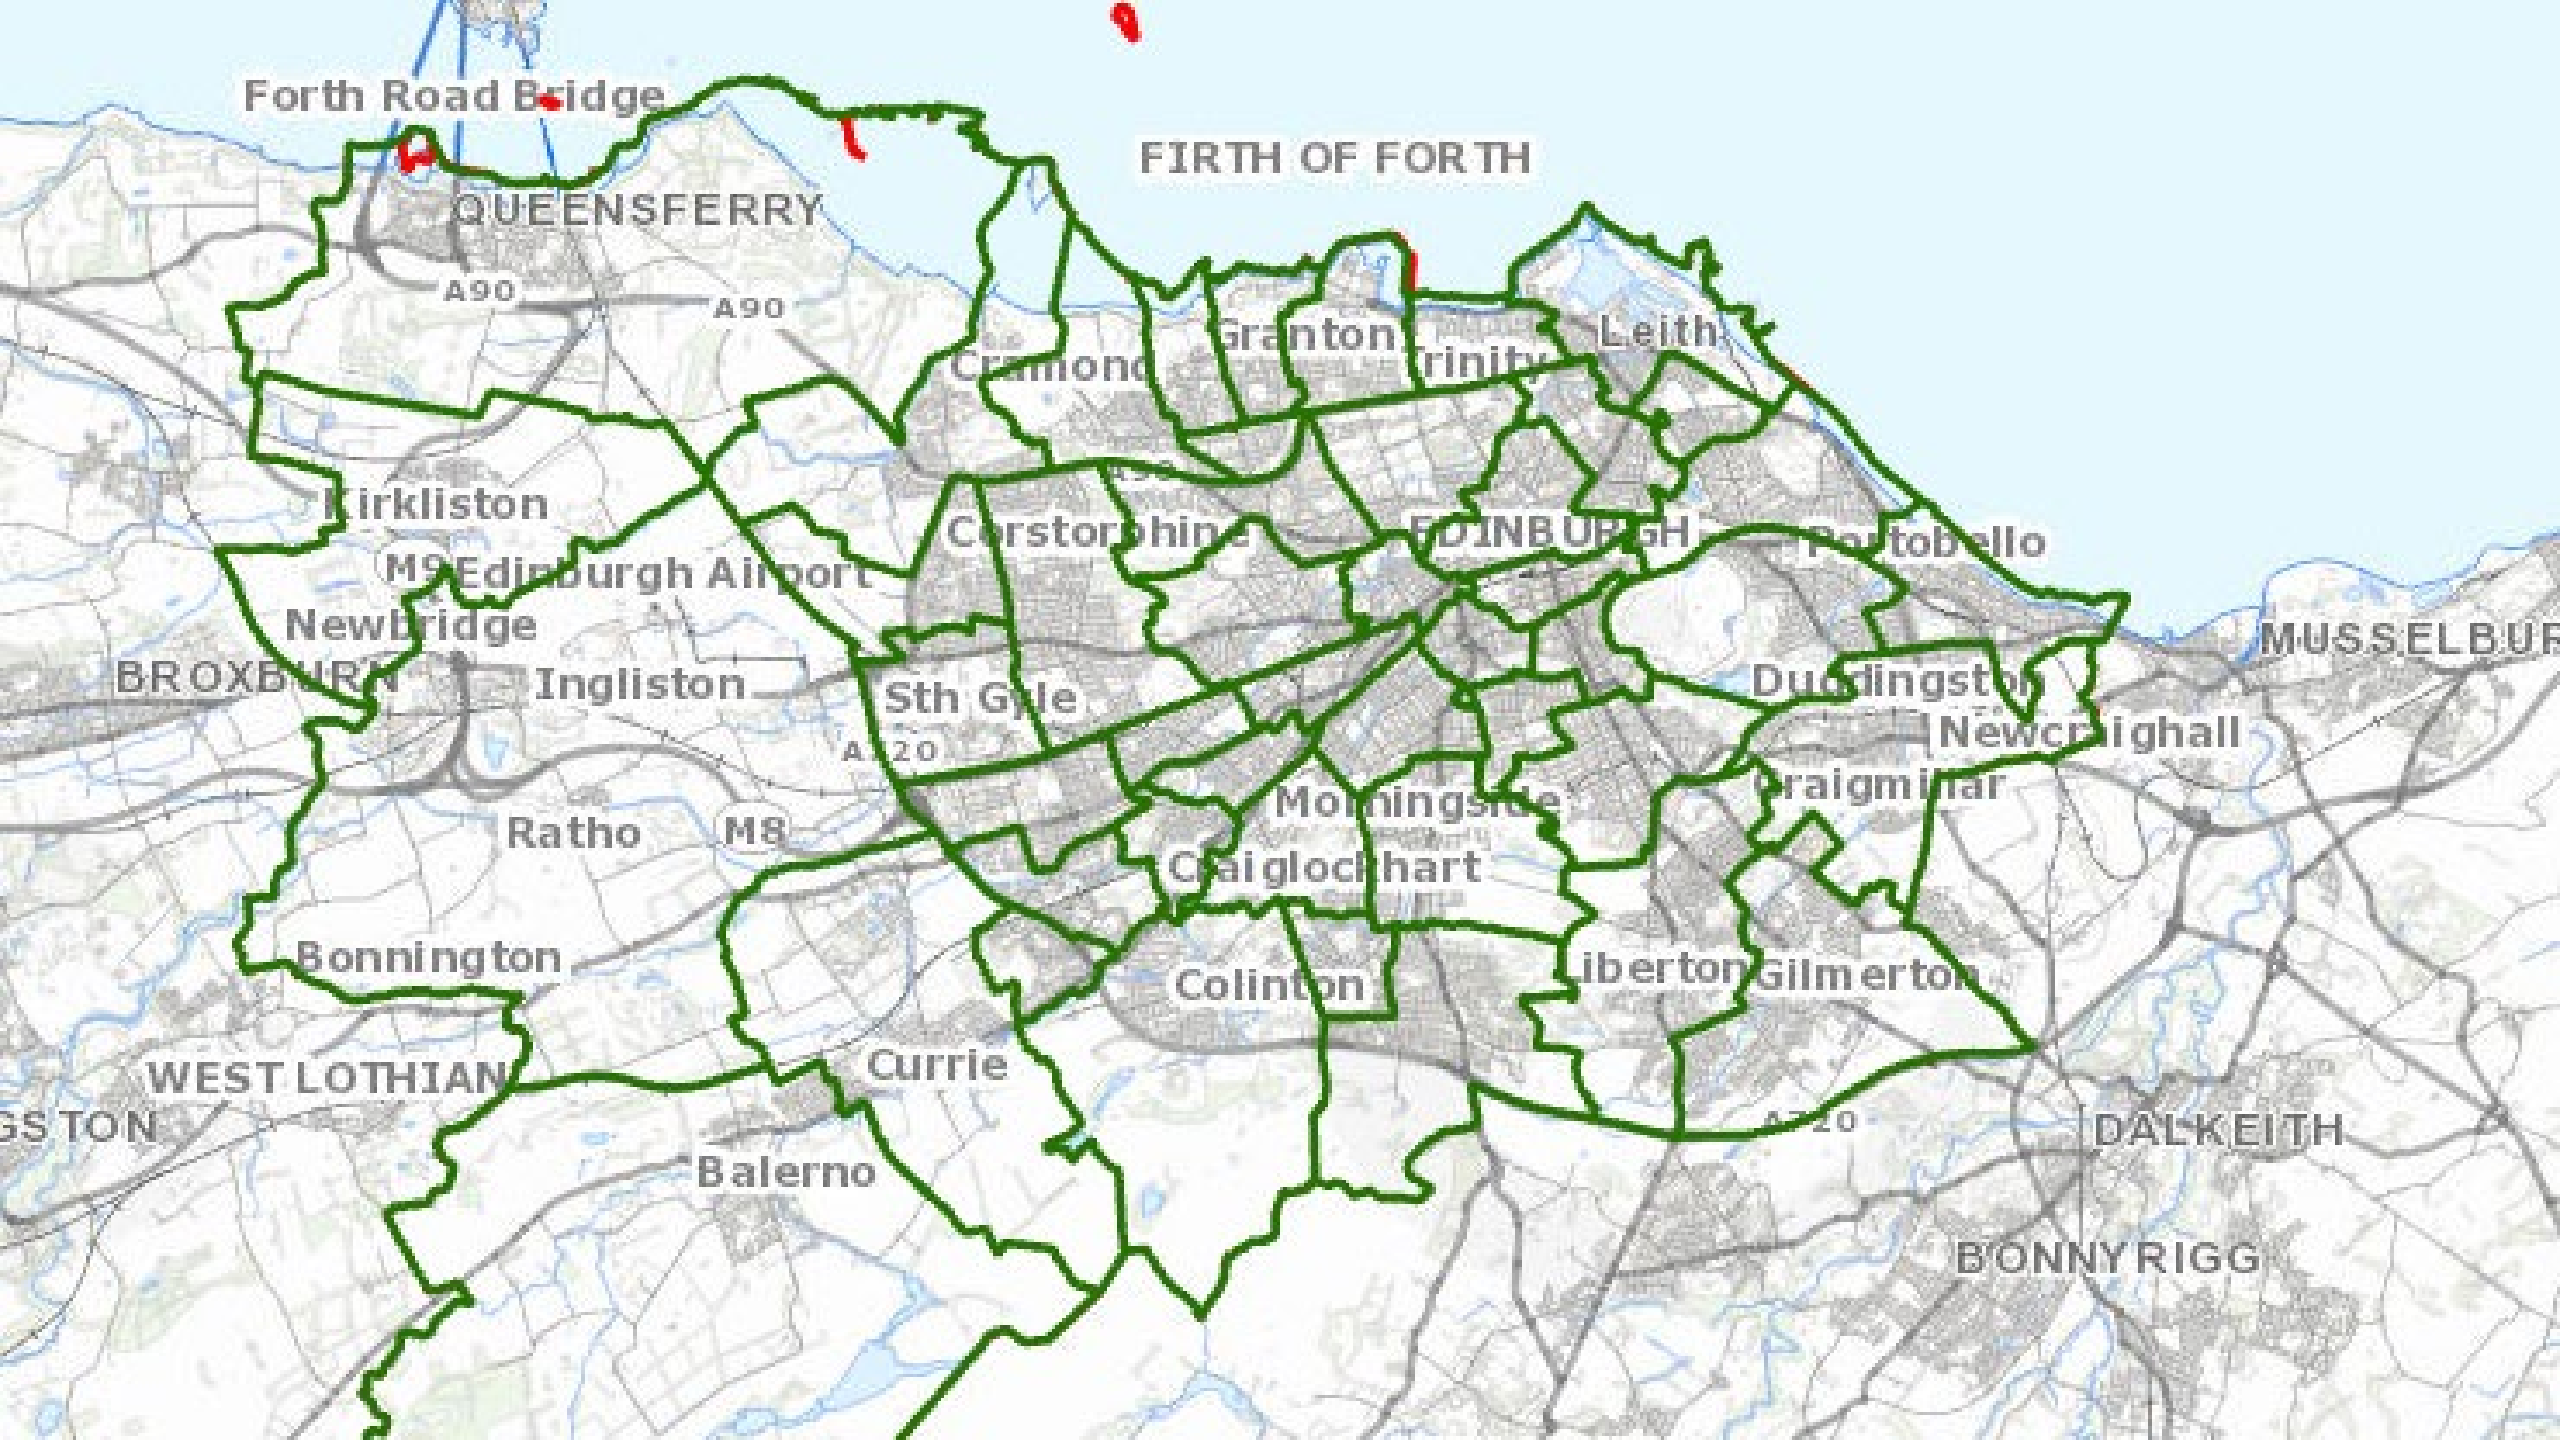 Forth Road Bridge
FIRTH OF FORTH
QUEENSFERRY
A90
A90
Granton
Leith
Trinity
Cramond
Kirkliston
Corstorphine
EDINBURGH
Portobello
M9
Edinburgh Airport
Newbridge
MUSSELBUR
BROXBURN
Ingliston
Sth Gyle
Duddingston
Newcraighall
Ratho
M8
Morningside
Craigmillar
Craiglockhart
Bonnington
Colinton
iberton
Gilmerton
WEST LOTHIAN
Currie
GSTON
A720
DALKEITH
Balerno
BONNYRIGG